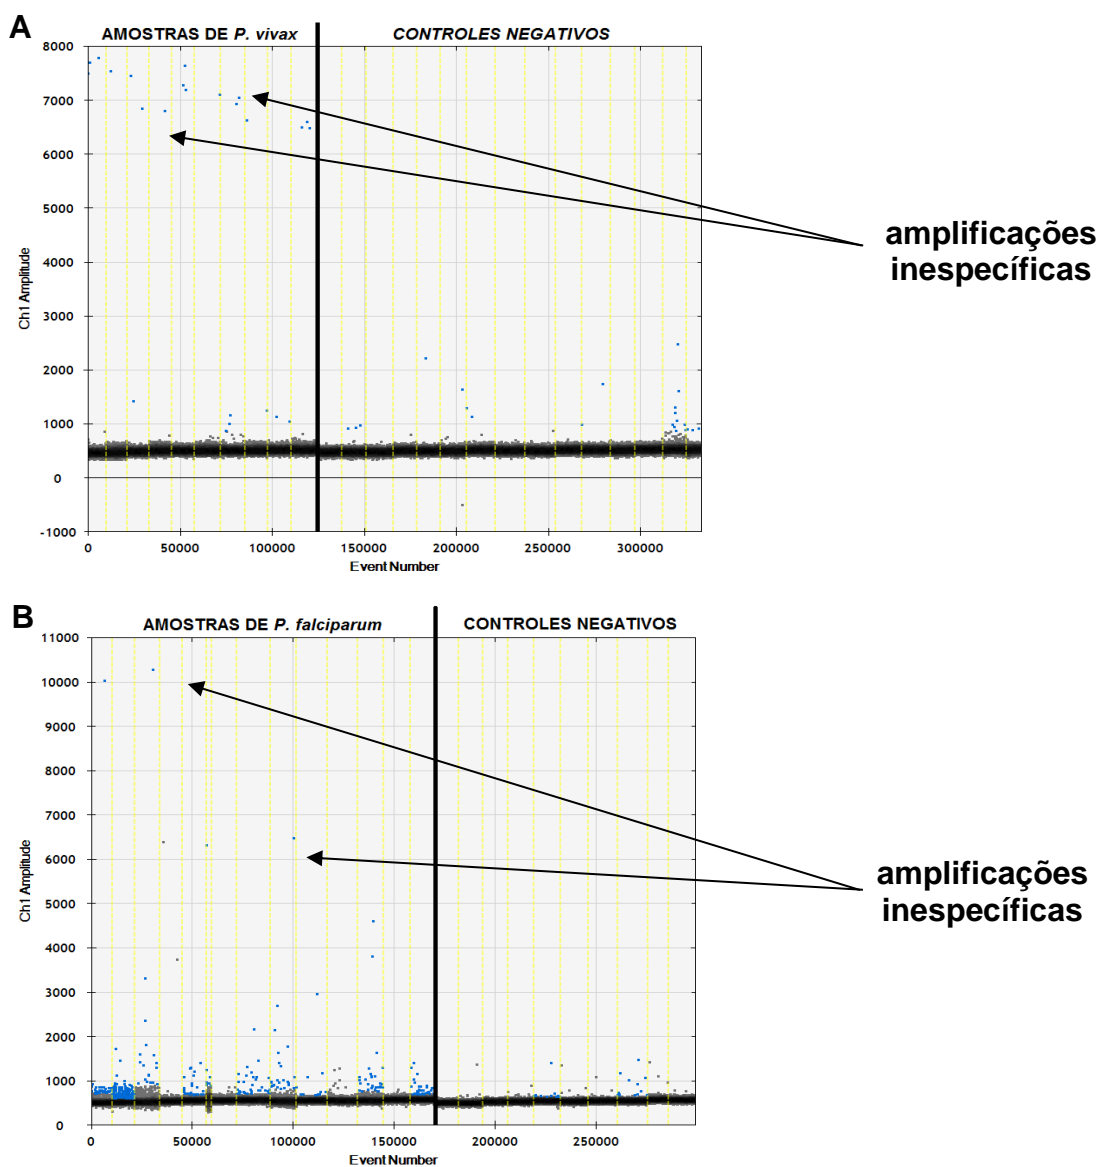 A
AMOSTRAS DE P. vivax
CONTROLES NEGATIVOS
8000
7000
6000
5000
4000
3000
2000
1000
0
-1000
Ch1 Amplitude
0 50000 100000 150000 200000 250000 300000
Event Number
amplificações
inespecíficas
B
AMOSTRAS DE P. falciparum
CONTROLES NEGATIVOS
11000
10000
9000
8000
7000
6000
5000
4000
3000
2000
1000
0
Ch1 Amplitude
0 50000 100000 150000 200000 250000
Event Number
amplificações
inespecíficas